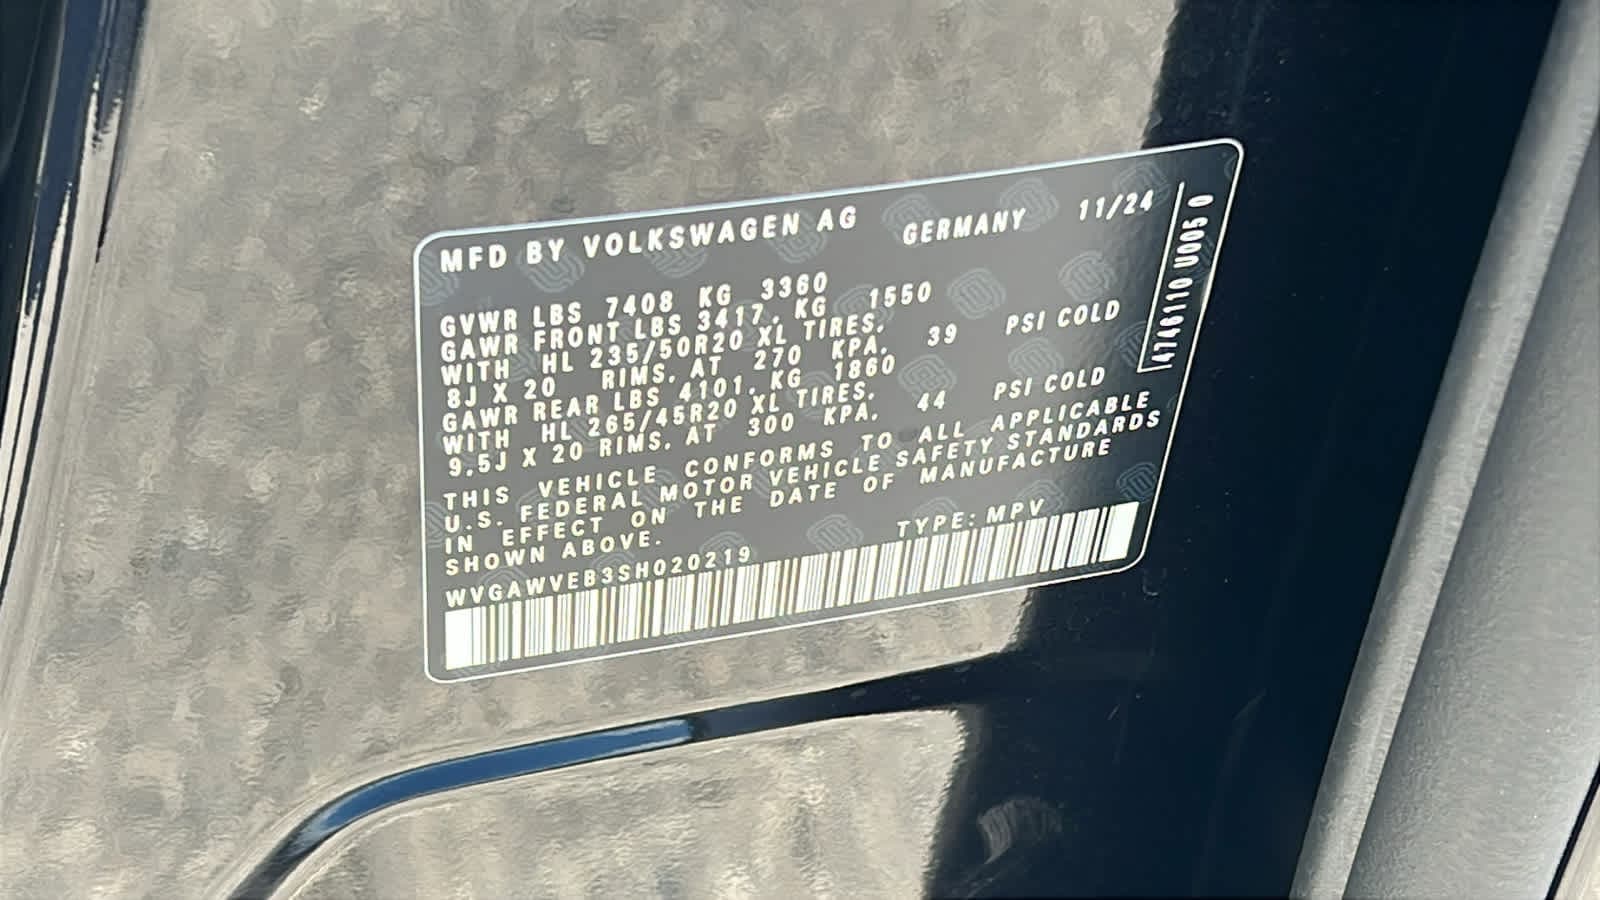 MFD BY VOLKSWAGEN AG GERMANY 11/24
GVWR LBS 7408 KG 3360
GAWR FRONT LBS 3417. KG 1550
WITH HL 235/50R20 XL TIRES.
8J X 20 RIMS. AT 270 KPA. 39 PSI COLD
GAWR REAR LBS 4101. KG 1860
WITH HL 265/45R20 XL TIRES.
9.5J X 20 RIMS. AT 300 KPA. 44 PSI COLD
THIS VEHICLE CONFORMS TO ALL APPLICABLE
U.S. FEDERAL MOTOR VEHICLE SAFETY STANDARDS
IN EFFECT ON THE DATE OF MANUFACTURE
SHOWN ABOVE.
WVGAWVEB3SH020219 TYPE: MPV
4746110 U005 0